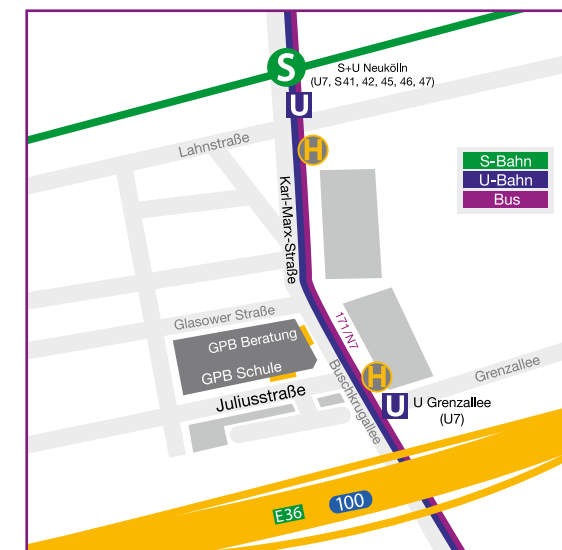 S
S+U Neukölln
(U7, S41, 42, 45, 46, 47)
U
Lahnstraße
H
S-Bahn
U-Bahn
Bus
Karl-Marx-Straße
Glasower Straße
171/N7
GPB Beratung
GPB Schule
Juliusstraße
Buschkrugallee
H
Grenzallee
U
U Grenzallee
(U7)
E36
100